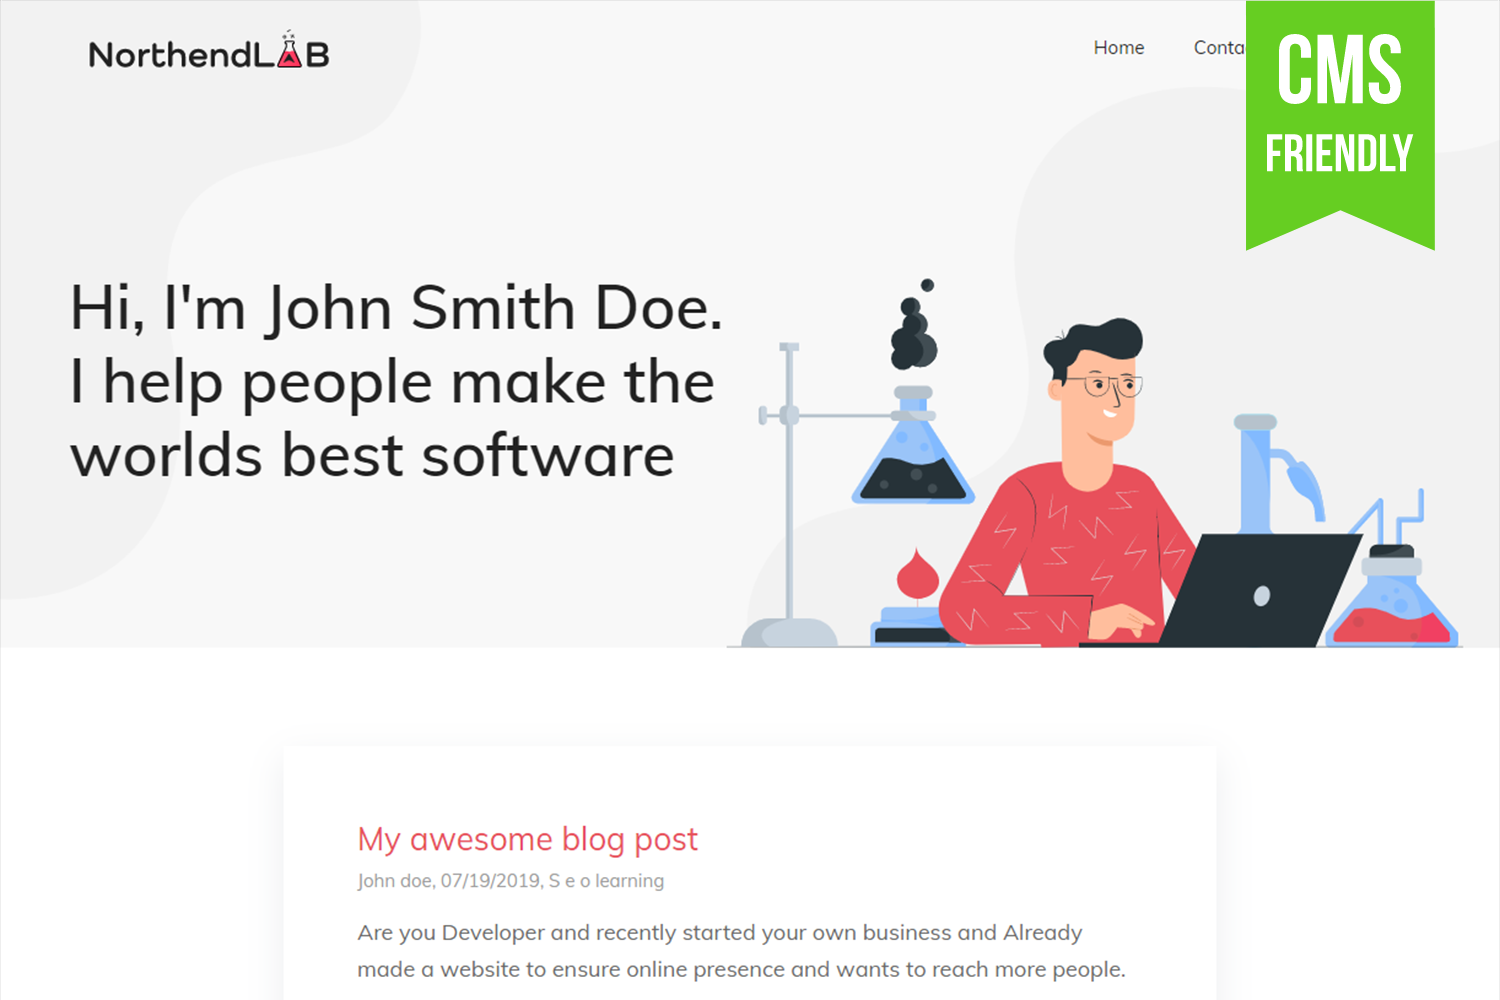 NorthendLAB
Home
CMS
FRIENDLY
Hi, I'm John Smith Doe.
I help people make the
worlds best software
My awesome blog post
John doe, 07/19/2019, S e o learning
Are you Developer and recently started your own business and Already
made a website to ensure online presence and wants to reach more people.